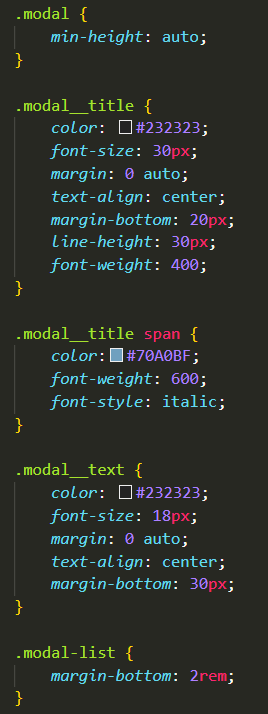 .modal {
    min-height: auto;
}

.modal__title {
    color: #232323;
    font-size: 30px;
    margin: 0 auto;
    text-align: center;
    margin-bottom: 20px;
    line-height: 30px;
    font-weight: 400;
}

.modal__title span {
    color:#70A0BF;
    font-weight: 600;
    font-style: italic;
}

.modal__text {
    color: #232323;
    font-size: 18px;
    margin: 0 auto;
    text-align: center;
    margin-bottom: 30px;
}

.modal-list {
    margin-bottom: 2rem;
}